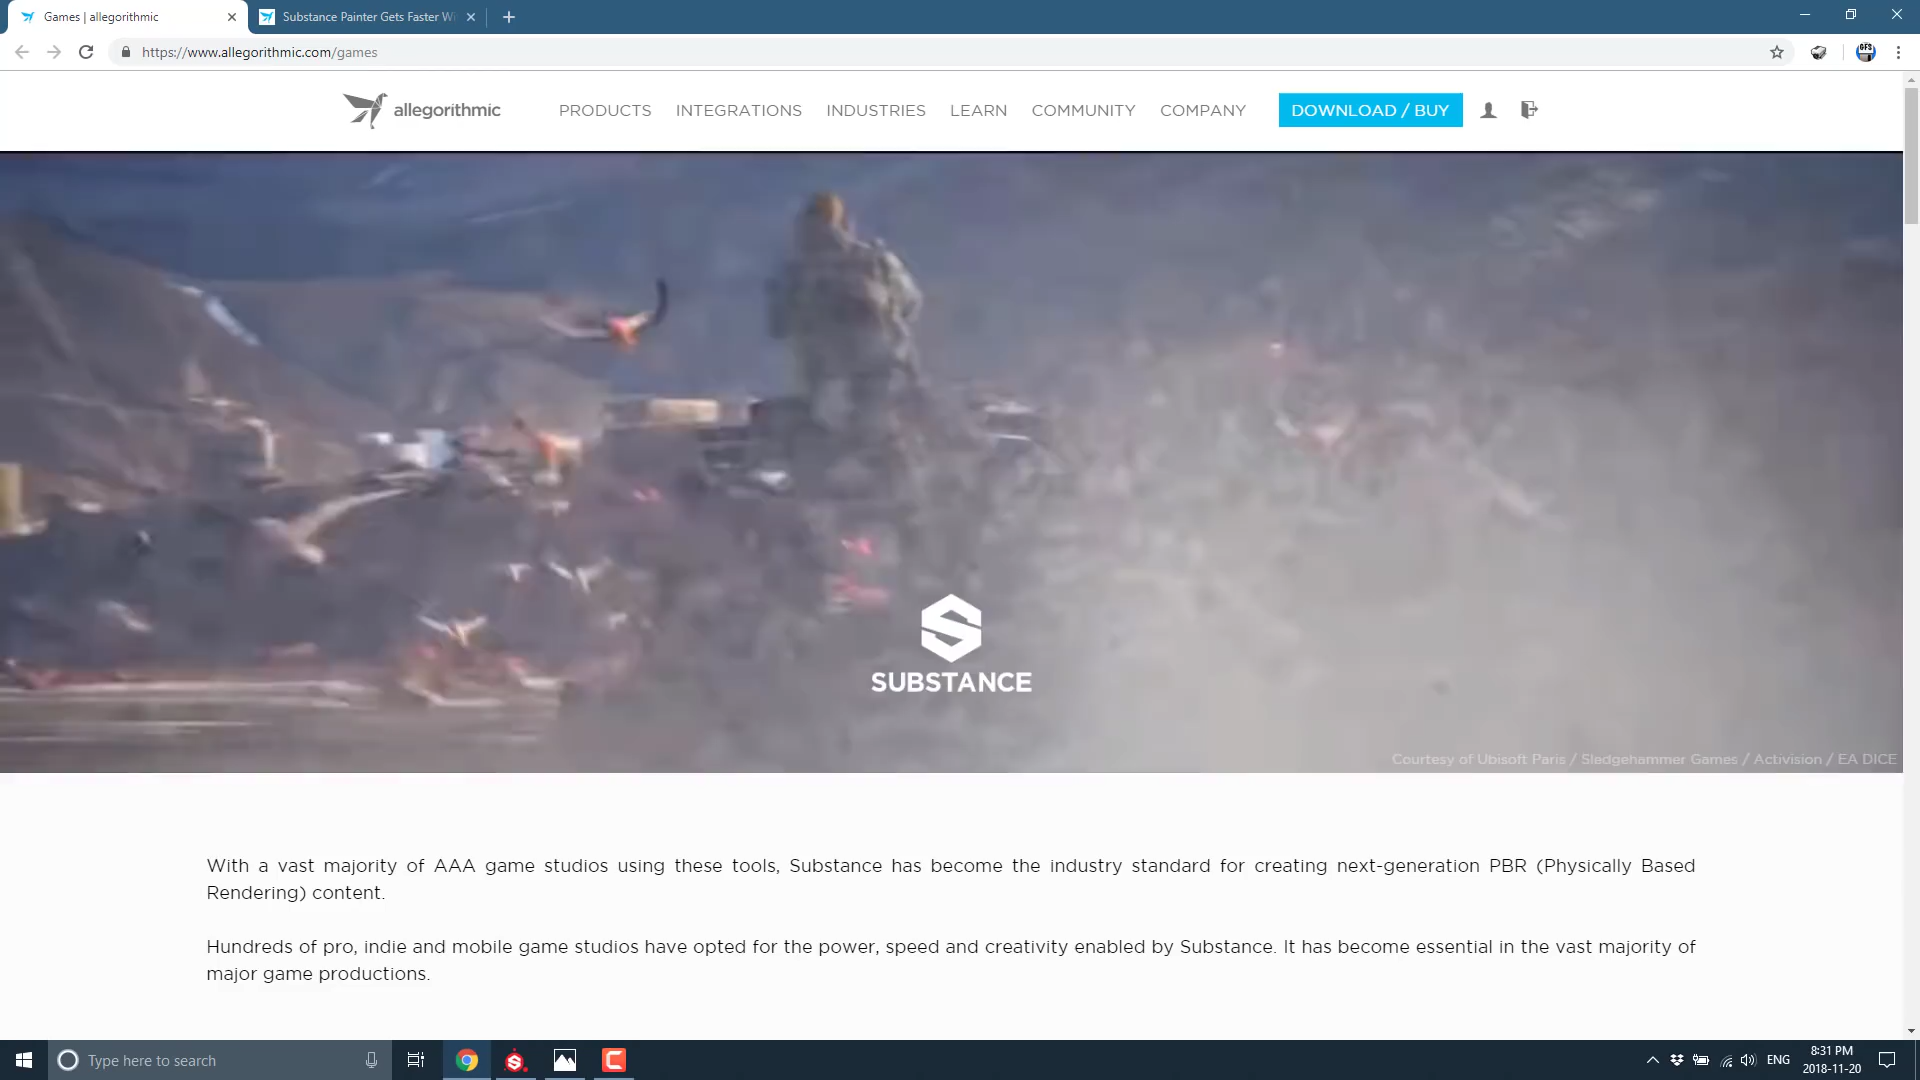 Games | allegorithmic
Substance Painter Gets Faster Wi
https://www.allegorithmic.com/games
GFS
allegorithmic
PRODUCTS INTEGRATIONS INDUSTRIES LEARN COMMUNITY COMPANY DOWNLOAD / BUY
SUBSTANCE
Courtesy of Ubisoft Paris / Sledgehammer Games / Activision / EA DICE
With a vast majority of AAA game studios using these tools, Substance has become the industry standard for creating next-generation PBR (Physically Based
Rendering) content.
Hundreds of pro, indie and mobile game studios have opted for the power, speed and creativity enabled by Substance. It has become essential in the vast majority of
major game productions.
Type here to search
ENG
8:31 PM
2018-11-20